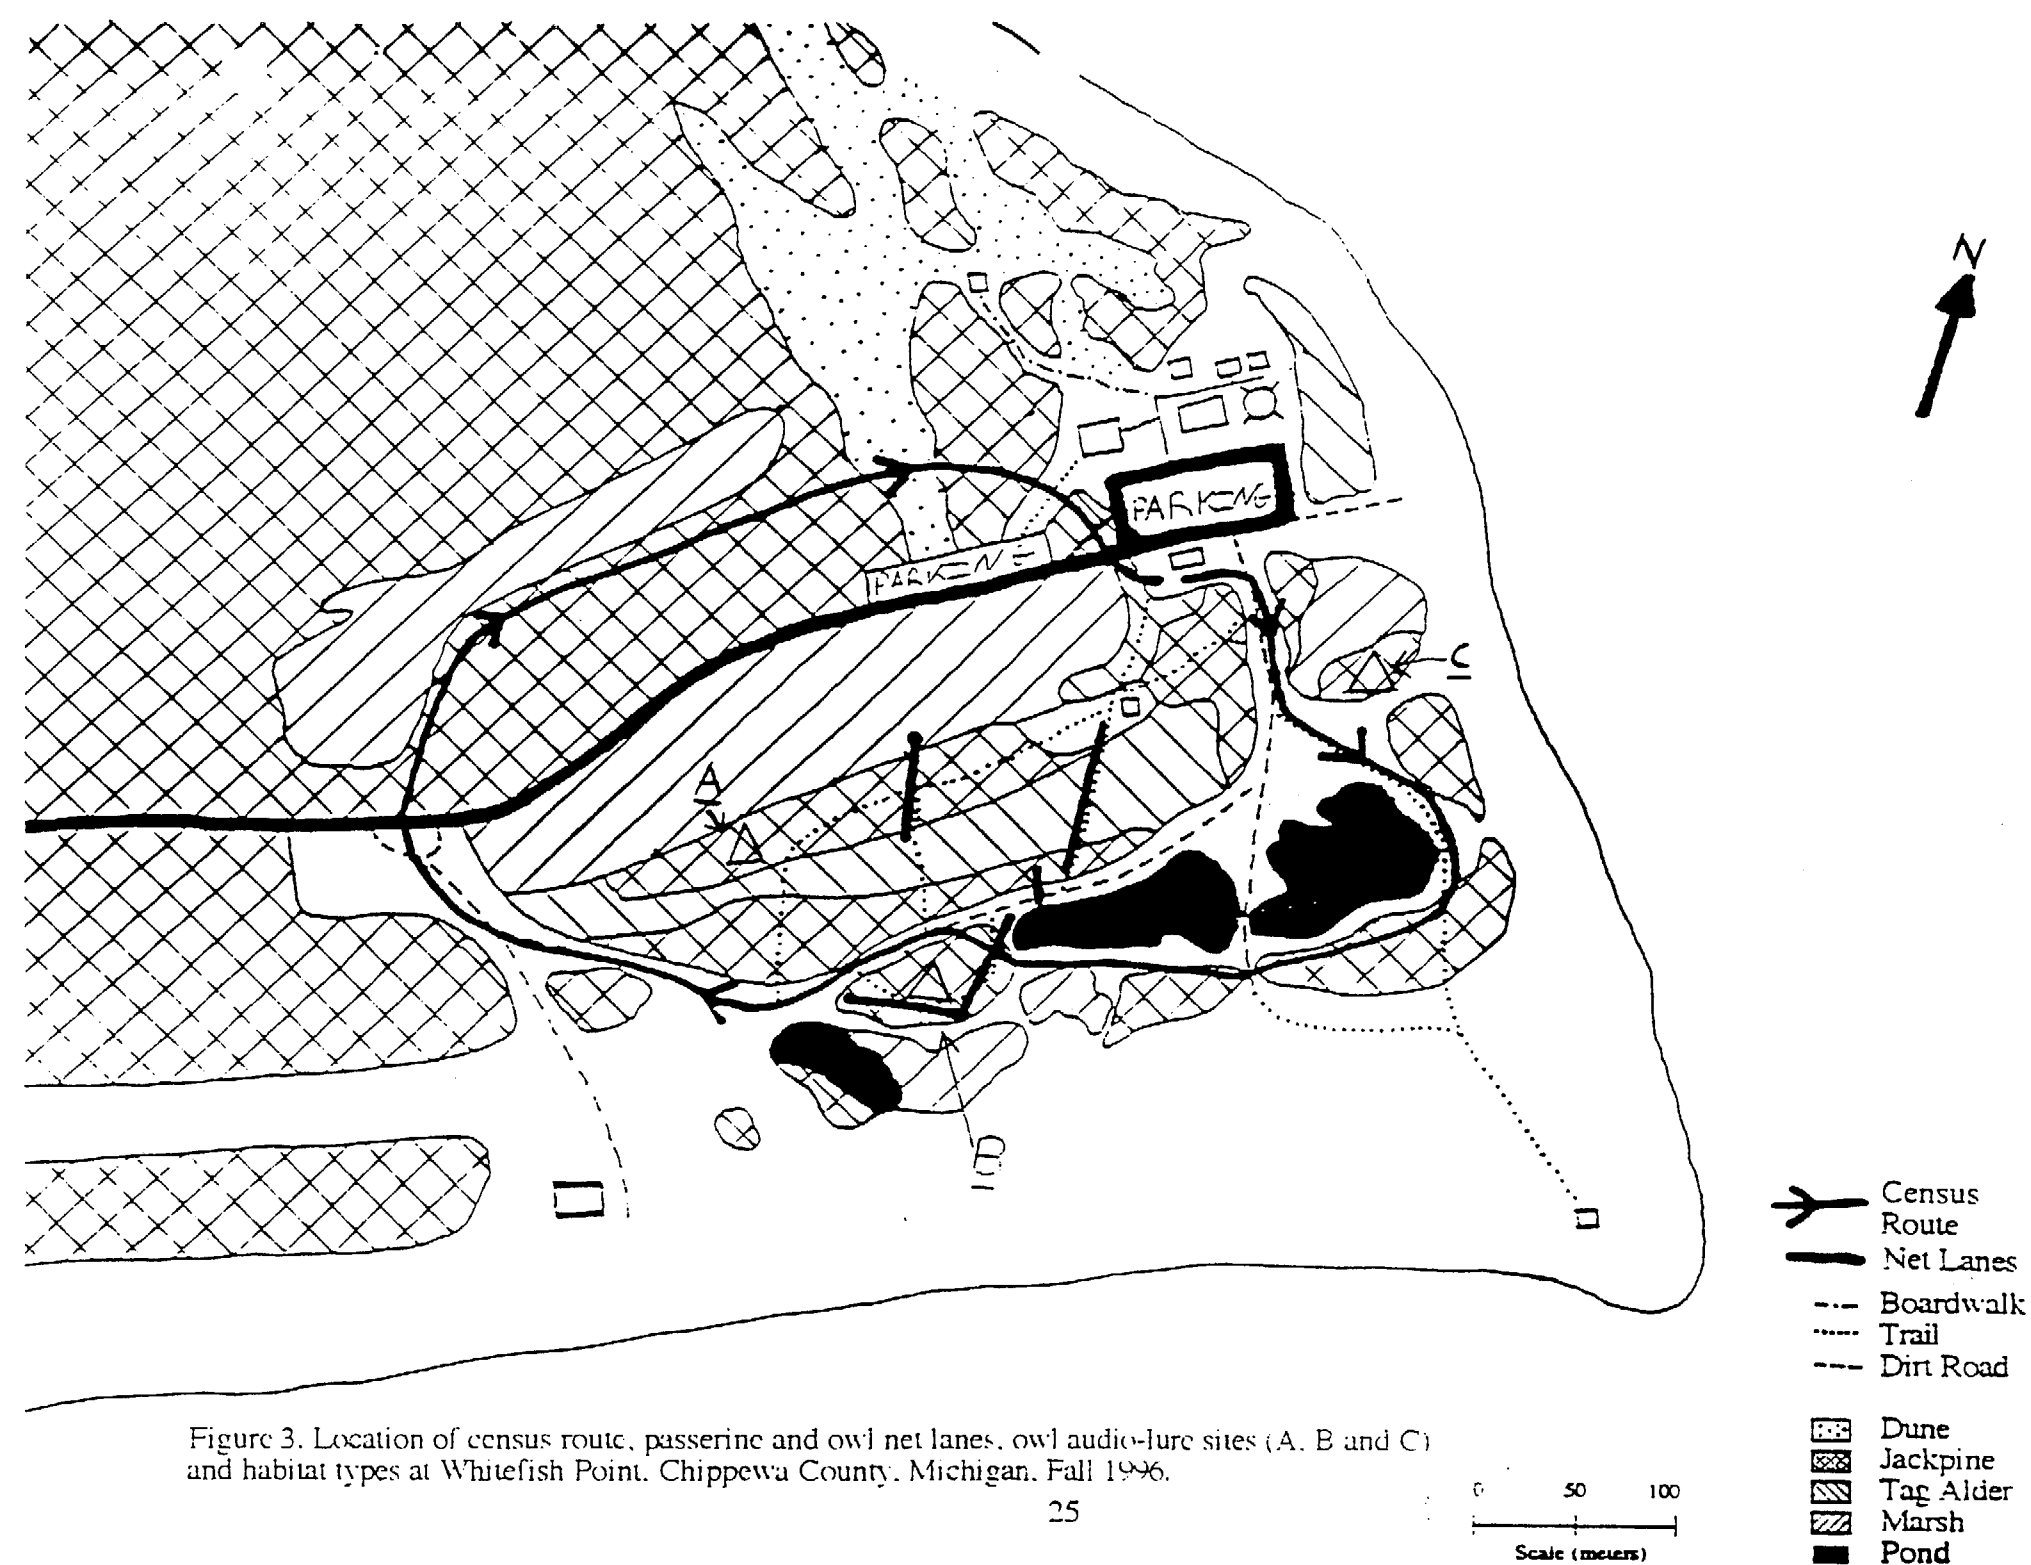 N
PARKING
PARKING
C
A
B
Census
Route
Net Lanes
Boardwalk
Trail
Dirt Road
Dune
Jackpine
Tag Alder
Marsh
Pond
Figure 3. Location of census route, passerine and owl net lanes, owl audio-lure sites (A, B and C)
and habitat types at Whitefish Point, Chippewa County, Michigan, Fall 1996.
25
0 50 100
Scale (meters)